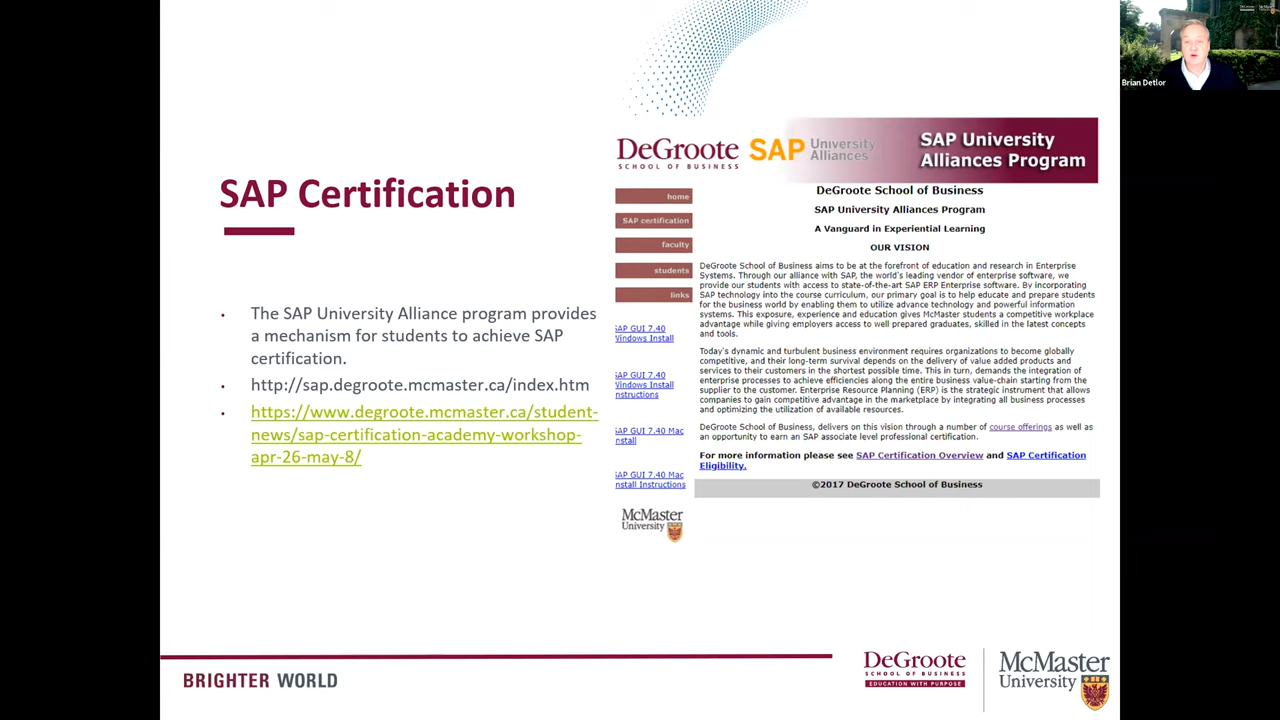 Brian Detlor
SAP Certification
The SAP University Alliance program provides
a mechanism for students to achieve SAP
certification.
http://sap.degroote.mcmaster.ca/index.htm
https://www.degroote.mcmaster.ca/student-
news/sap-certification-academy-workshop-
apr-26-may-8/
DeGroote
SCHOOL OF BUSINESS
SAP University
Alliances
SAP University
Alliances Program
home
SAP certification
faculty
students
links
SAP GUI 7.40
Windows Install
SAP GUI 7.40
Windows Install
Instructions
SAP GUI 7.40 Mac
Install
SAP GUI 7.40 Mac
Install Instructions
McMaster
University
DeGroote School of Business
SAP University Alliances Program
A Vanguard in Experiential Learning
OUR VISION
DeGroote School of Business aims to be at the forefront of education and research in Enterprise
Systems. Through our alliance with SAP, the world's leading vendor of enterprise software, we
provide our students with access to state-of-the-art SAP ERP Enterprise software. By incorporating
SAP technology into the course curriculum, our primary goal is to help educate and prepare students
for the business world by enabling them to utilize advance technology and powerful information
systems. This exposure, experience and education gives McMaster students a competitive workplace
advantage while giving employers access to well prepared graduates, skilled in the latest concepts
and tools.
Today's dynamic and turbulent business environment requires organizations to become globally
competitive, and their long-term survival depends on the delivery of value added products and
services to their customers in the shortest possible time. This in turn, demands the integration of
enterprise processes to achieve efficiencies along the entire business value-chain starting from the
supplier to the customer. Enterprise Resource Planning (ERP) is the strategic instrument that allows
companies to gain competitive advantage in the marketplace by integrating all business processes
and optimizing the utilization of available resources.
DeGroote School of Business, delivers on this vision through a number of course offerings as well as
an opportunity to earn an SAP associate level professional certification.
For more information please see SAP Certification Overview and SAP Certification
Eligibility.
©2017 DeGroote School of Business
BRIGHTER WORLD
DeGroote
SCHOOL OF BUSINESS
EDUCATION WITH PURPOSE
McMaster
University